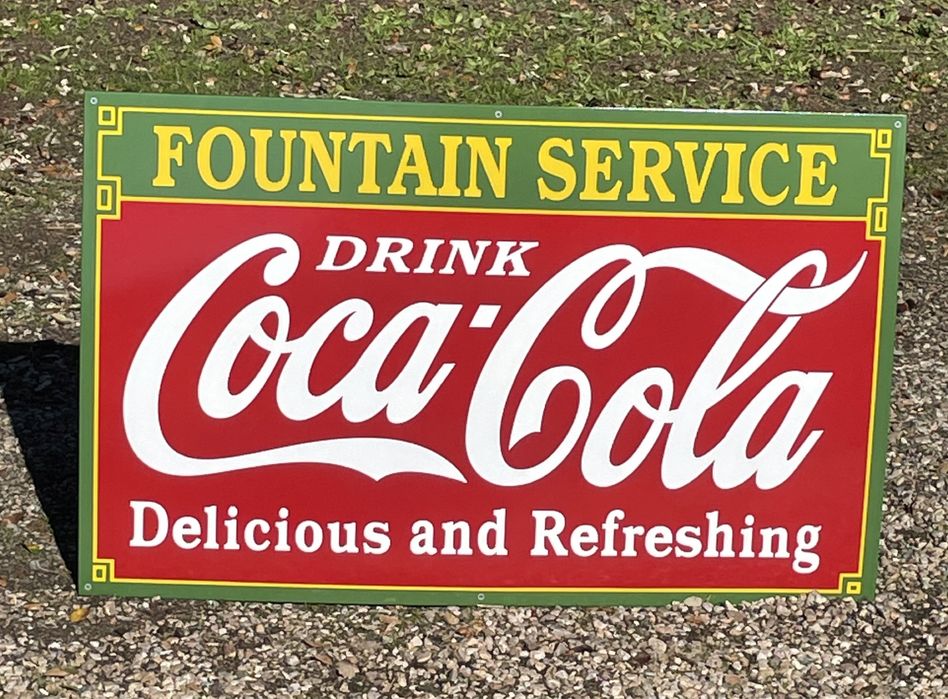 FOUNTAIN SERVICE
DRINK
Coca-Cola
Delicious and Refreshing